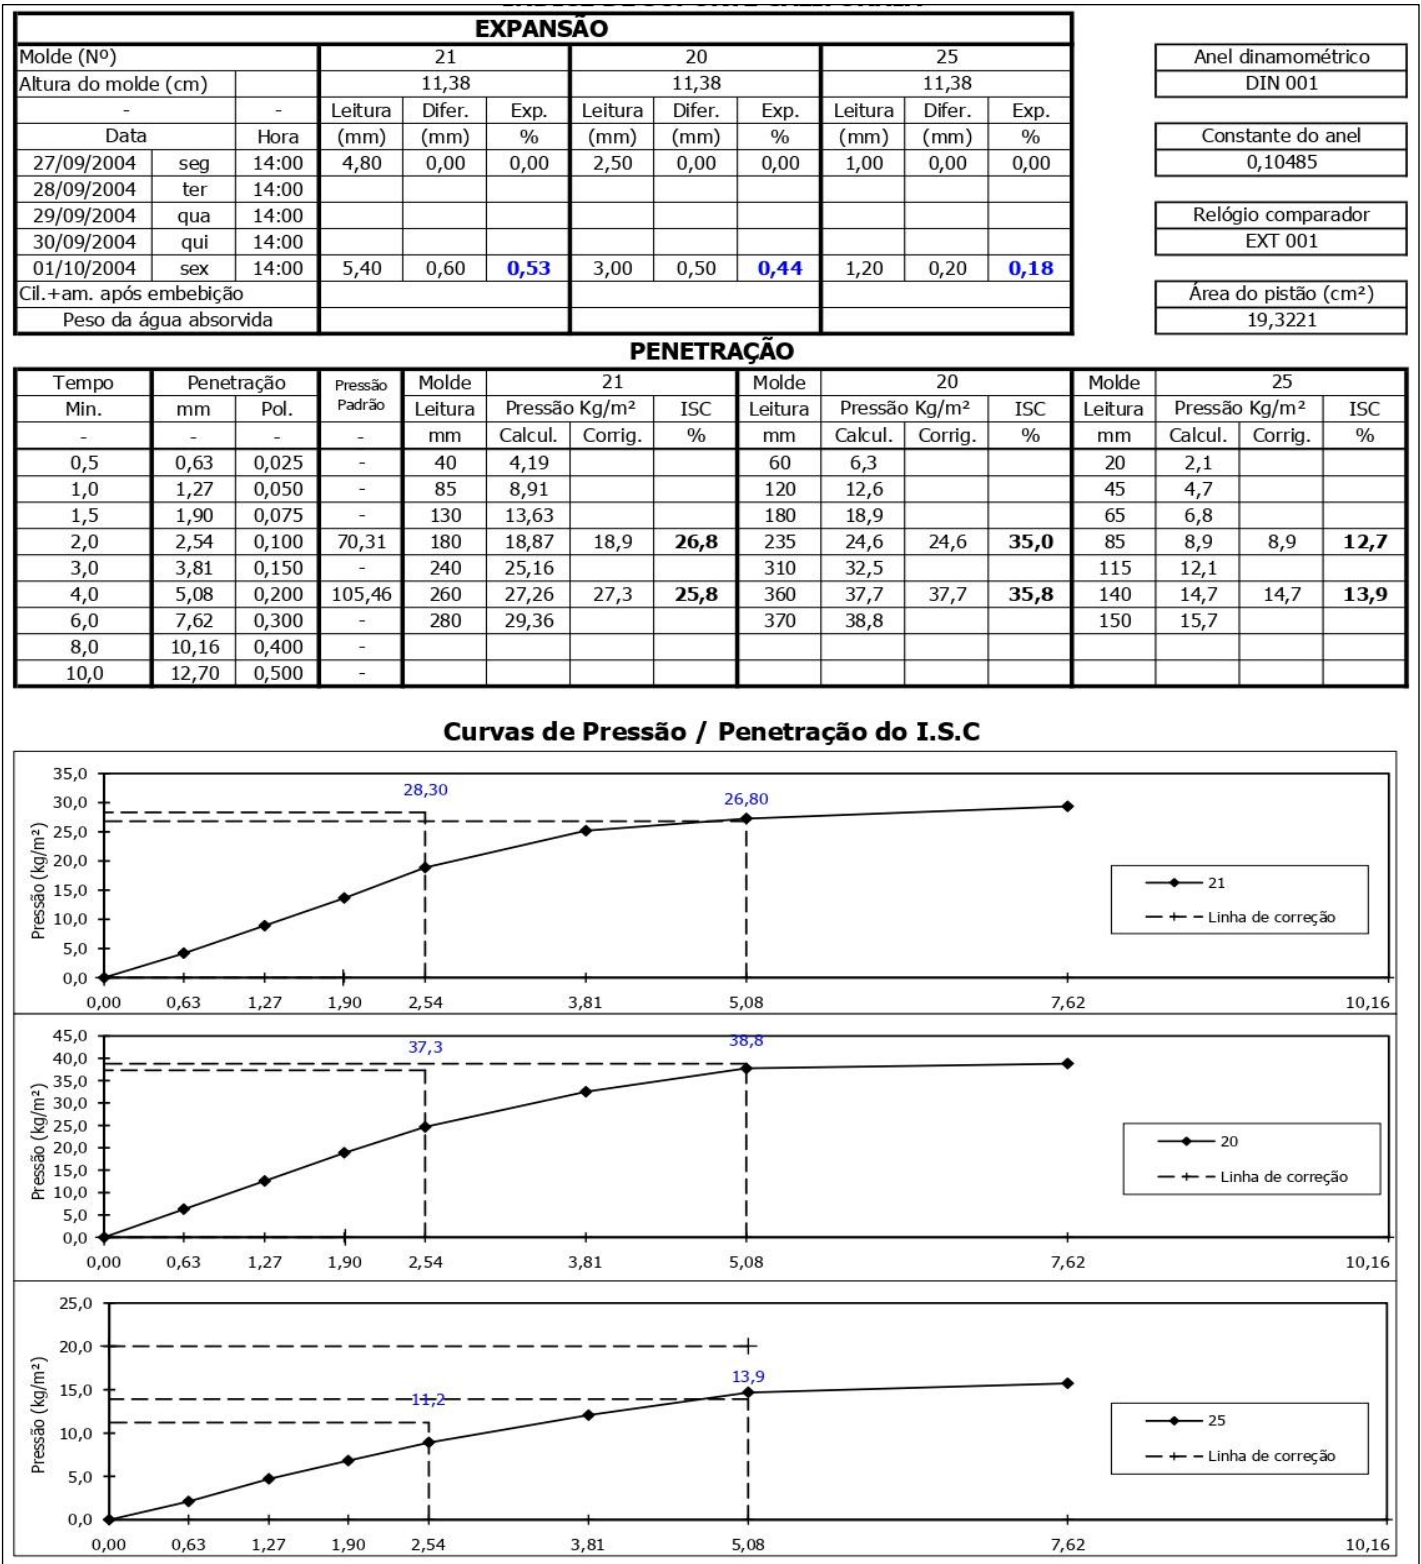 EXPANSÃO
Molde (Nº) 21 20 25
Altura do molde (cm) 11,38 11,38 11,38
- - Leitura Difer. Exp. Leitura Difer. Exp. Leitura Difer. Exp.
Data Hora (mm) (mm) % (mm) (mm) % (mm) (mm) %
27/09/2004 seg 14:00 4,80 0,00 0,00 2,50 0,00 0,00 1,00 0,00 0,00
28/09/2004 ter 14:00
29/09/2004 qua 14:00
30/09/2004 qui 14:00
01/10/2004 sex 14:00 5,40 0,60 0,53 3,00 0,50 0,44 1,20 0,20 0,18
Cil.+am. após embebição
Peso da água absorvida
Anel dinamométrico
DIN 001
Constante do anel
0,10485
Relógio comparador
EXT 001
Área do pistão (cm²)
19,3221
PENETRAÇÃO
Tempo Penetração Pressão Padrão Molde 21 Molde 20 Molde 25
Min. mm Pol. Leitura Pressão Kg/m² ISC Leitura Pressão Kg/m² ISC Leitura Pressão Kg/m² ISC
- - - - mm Calcul. Corrig. % mm Calcul. Corrig. % mm Calcul. Corrig. %
0,5 0,63 0,025 - 40 4,19 60 6,3 20 2,1
1,0 1,27 0,050 - 85 8,91 120 12,6 45 4,7
1,5 1,90 0,075 - 130 13,63 180 18,9 65 6,8
2,0 2,54 0,100 70,31 180 18,87 18,9 26,8 235 24,6 24,6 35,0 85 8,9 8,9 12,7
3,0 3,81 0,150 - 240 25,16 310 32,5 115 12,1
4,0 5,08 0,200 105,46 260 27,26 27,3 25,8 360 37,7 37,7 35,8 140 14,7 14,7 13,9
6,0 7,62 0,300 - 280 29,36 370 38,8 150 15,7
8,0 10,16 0,400 -
10,0 12,70 0,500 -
Curvas de Pressão / Penetração do I.S.C
Pressão (kg/m²)
35,0
30,0
25,0
20,0
15,0
10,0
5,0
0,0
28,30 26,80
21
Linha de correção
0,00 0,63 1,27 1,90 2,54 3,81 5,08 7,62 10,16
Pressão (kg/m²)
45,0
40,0
35,0
30,0
25,0
20,0
15,0
10,0
5,0
0,0
37,3 38,8
20
Linha de correção
0,00 0,63 1,27 1,90 2,54 3,81 5,08 7,62 10,16
Pressão (kg/m²)
25,0
20,0
15,0
10,0
5,0
0,0
11,2 13,9
25
Linha de correção
0,00 0,63 1,27 1,90 2,54 3,81 5,08 7,62 10,16